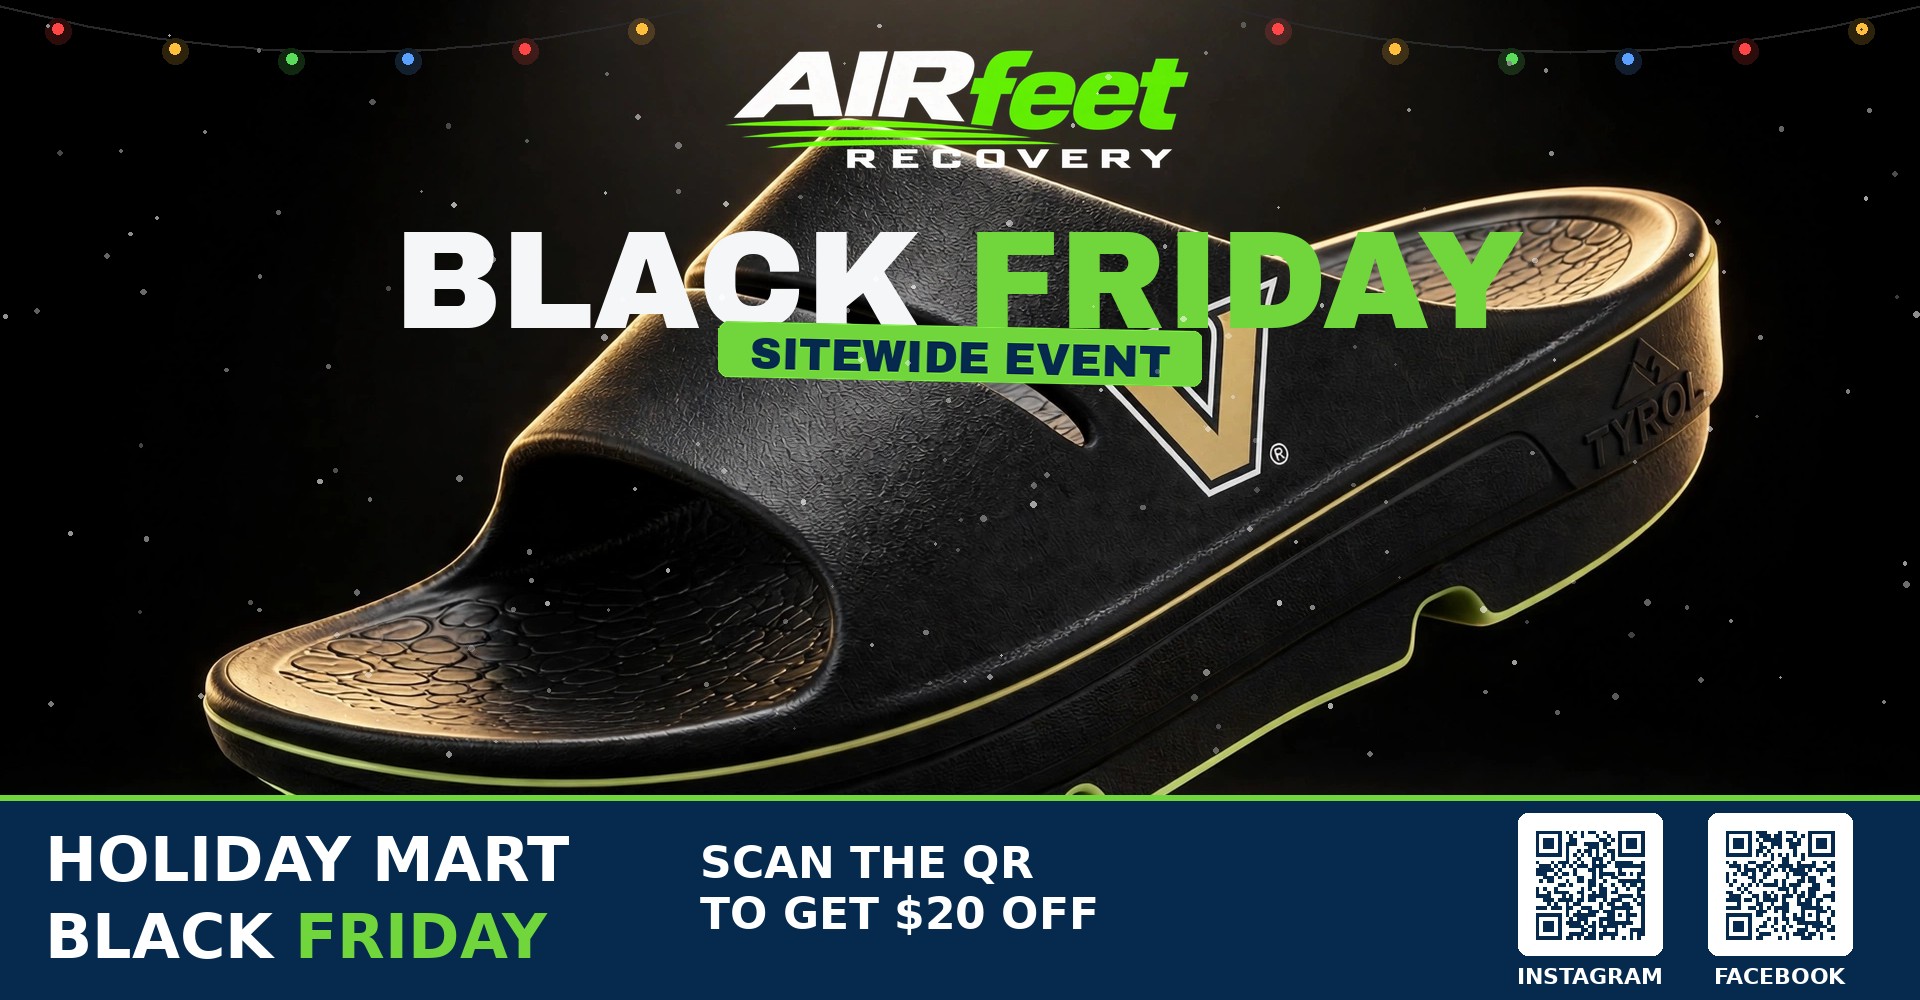 AIRfeet
RECOVERY
BLACK FRIDAY
SITEWIDE EVENT
V
®
TYROL
HOLIDAY MART
BLACK FRIDAY
SCAN THE QR
TO GET $20 OFF
INSTAGRAM
FACEBOOK